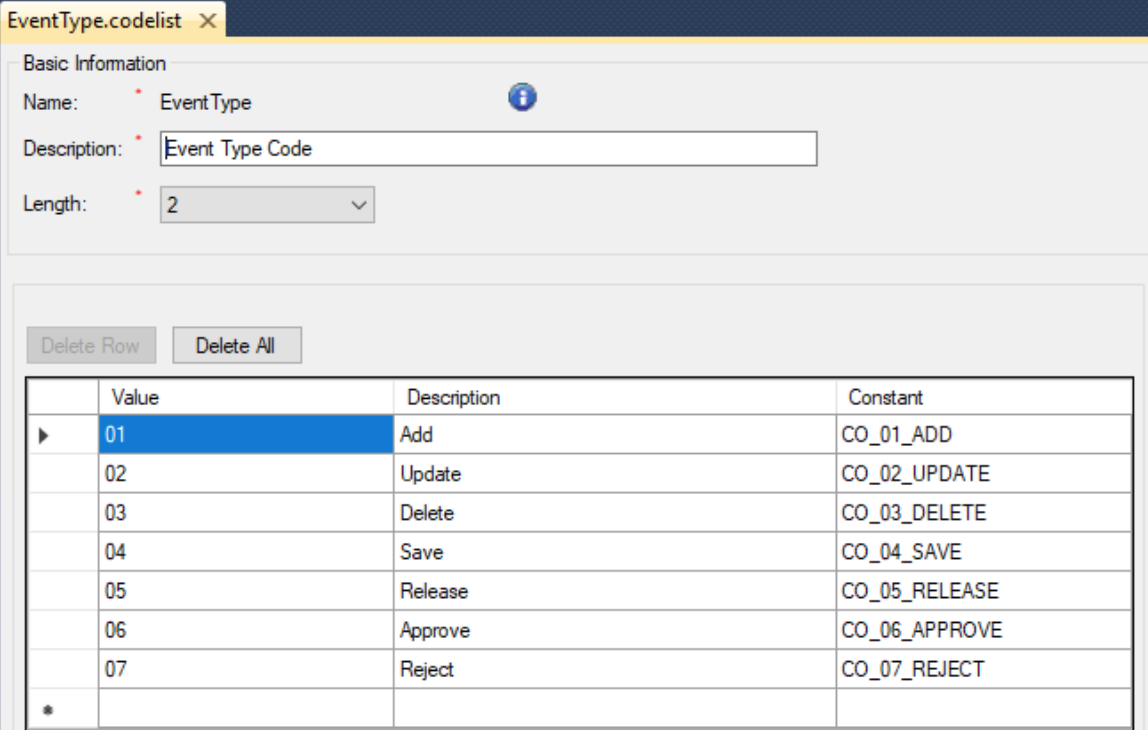 EventType.codelist
Basic Information
Name: * EventType
Description: * Event Type Code
Length: * 2
Delete Row Delete All
Value Description Constant
01 Add CO_01_ADD
02 Update CO_02_UPDATE
03 Delete CO_03_DELETE
04 Save CO_04_SAVE
05 Release CO_05_RELEASE
06 Approve CO_06_APPROVE
07 Reject CO_07_REJECT